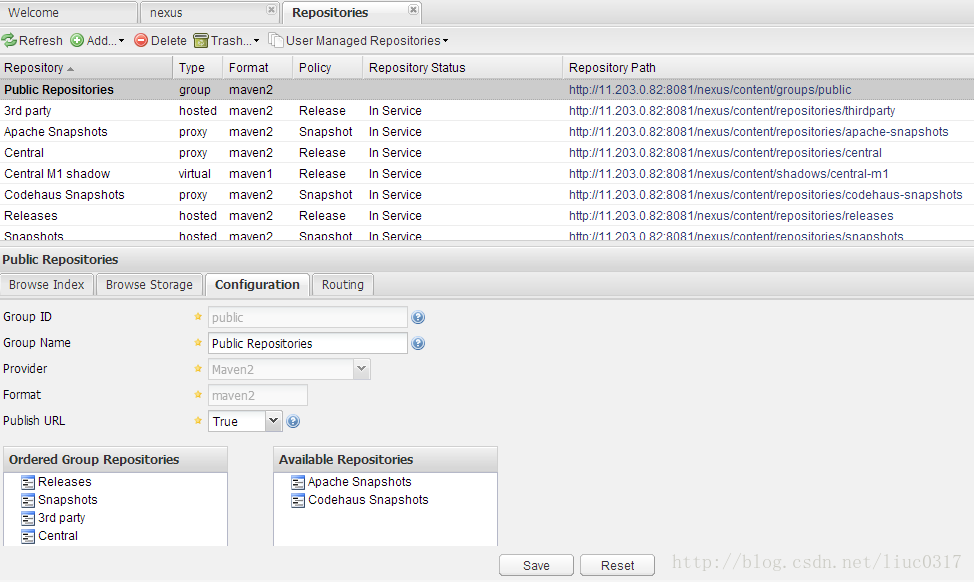 Welcome nexus Repositories
Refresh Add... Delete Trash... User Managed Repositories
Repository Type Format Policy Repository Status Repository Path
Public Repositories group maven2 http://11.203.0.82:8081/nexus/content/groups/public
3rd party hosted maven2 Release In Service http://11.203.0.82:8081/nexus/content/repositories/thirdparty
Apache Snapshots proxy maven2 Snapshot In Service http://11.203.0.82:8081/nexus/content/repositories/apache-snapshots
Central proxy maven2 Release In Service http://11.203.0.82:8081/nexus/content/repositories/central
Central M1 shadow virtual maven1 Release In Service http://11.203.0.82:8081/nexus/content/shadows/central-m1
Codehaus Snapshots proxy maven2 Snapshot In Service http://11.203.0.82:8081/nexus/content/repositories/codehaus-snapshots
Releases hosted maven2 Release In Service http://11.203.0.82:8081/nexus/content/repositories/releases
Snapshots hosted maven2 Snapshot In Service http://11.203.0.82:8081/nexus/content/repositories/snapshots
Public Repositories
Browse Index Browse Storage Configuration Routing
Group ID public
Group Name Public Repositories
Provider Maven2
Format maven2
Publish URL True
Ordered Group Repositories Available Repositories
Releases Apache Snapshots
Snapshots Codehaus Snapshots
3rd party
Central
Save Reset http://blog.csdn.net/liuc0317